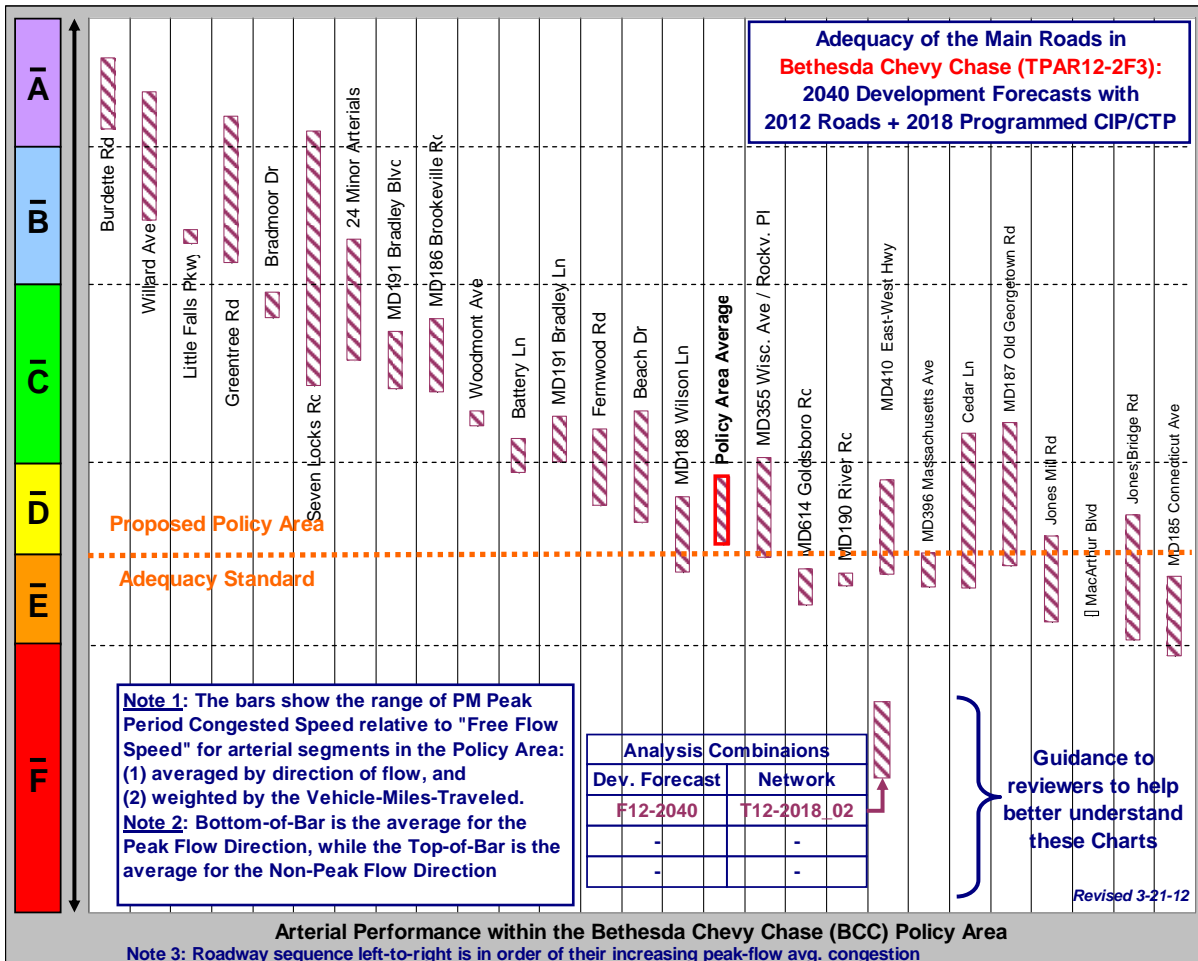 A
B
C
D
E
F
Adequacy of the Main Roads in
Bethesda Chevy Chase (TPAR12-2F3):
2040 Development Forecasts with
2012 Roads + 2018 Programmed CIP/CTP
Burdette Rd
Willard Ave
Little Falls Pkwy
Greentree Rd
Bradmoor Dr
Seven Locks Rd
24 Minor Arterials
MD191 Bradley Blvd
MD186 Brookeville Rd
Woodmont Ave
Battery Ln
MD191 Bradley Ln
Fernwood Rd
Beach Dr
MD188 Wilson Ln
Policy Area Average
MD355 Wisc. Ave / Rockv. Pl
MD614 Goldsboro Rd
MD190 River Rd
MD410 East-West Hwy
MD396 Massachusetts Ave
Cedar Ln
MD187 Old Georgetown Rd
Jones Mill Rd
[] MacArthur Blvd
Jones Bridge Rd
MD185 Connecticut Ave
Proposed Policy Area
Adequacy Standard
Note 1: The bars show the range of PM Peak
Period Congested Speed relative to "Free Flow
Speed" for arterial segments in the Policy Area:
(1) averaged by direction of flow, and
(2) weighted by the Vehicle-Miles-Traveled.
Note 2: Bottom-of-Bar is the average for the
Peak Flow Direction, while the Top-of-Bar is the
average for the Non-Peak Flow Direction
Analysis Combinaions
Dev. Forecast Network
F12-2040 T12-2018_02
- -
- -
Guidance to
reviewers to help
better understand
these Charts
Revised 3-21-12
Arterial Performance within the Bethesda Chevy Chase (BCC) Policy Area
Note 3: Roadway sequence left-to-right is in order of their increasing peak-flow avg. congestion